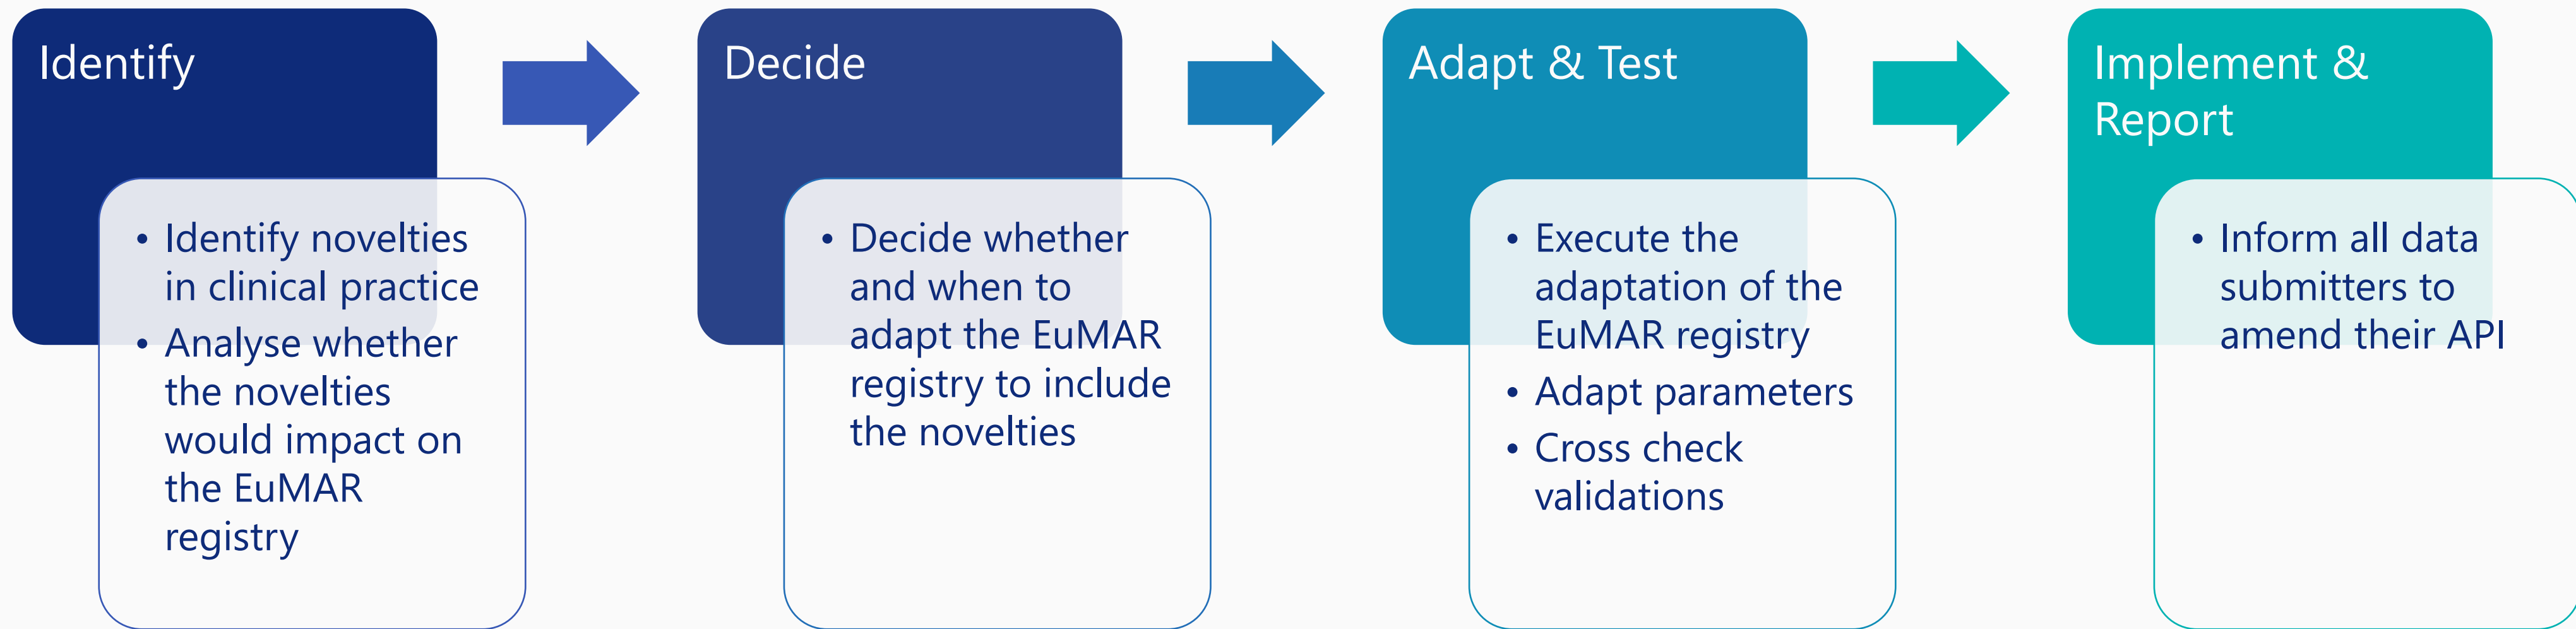 Identify
• Identify novelties
in clinical practice
• Analyse whether
the novelties
would impact on
the EuMAR
registry
Decide
• Decide whether
and when to
adapt the EuMAR
registry to include
the novelties
Adapt & Test
• Execute the
adaptation of the
EuMAR registry
• Adapt parameters
• Cross check
validations
Implement &
Report
• Inform all data
submitters to
amend their API